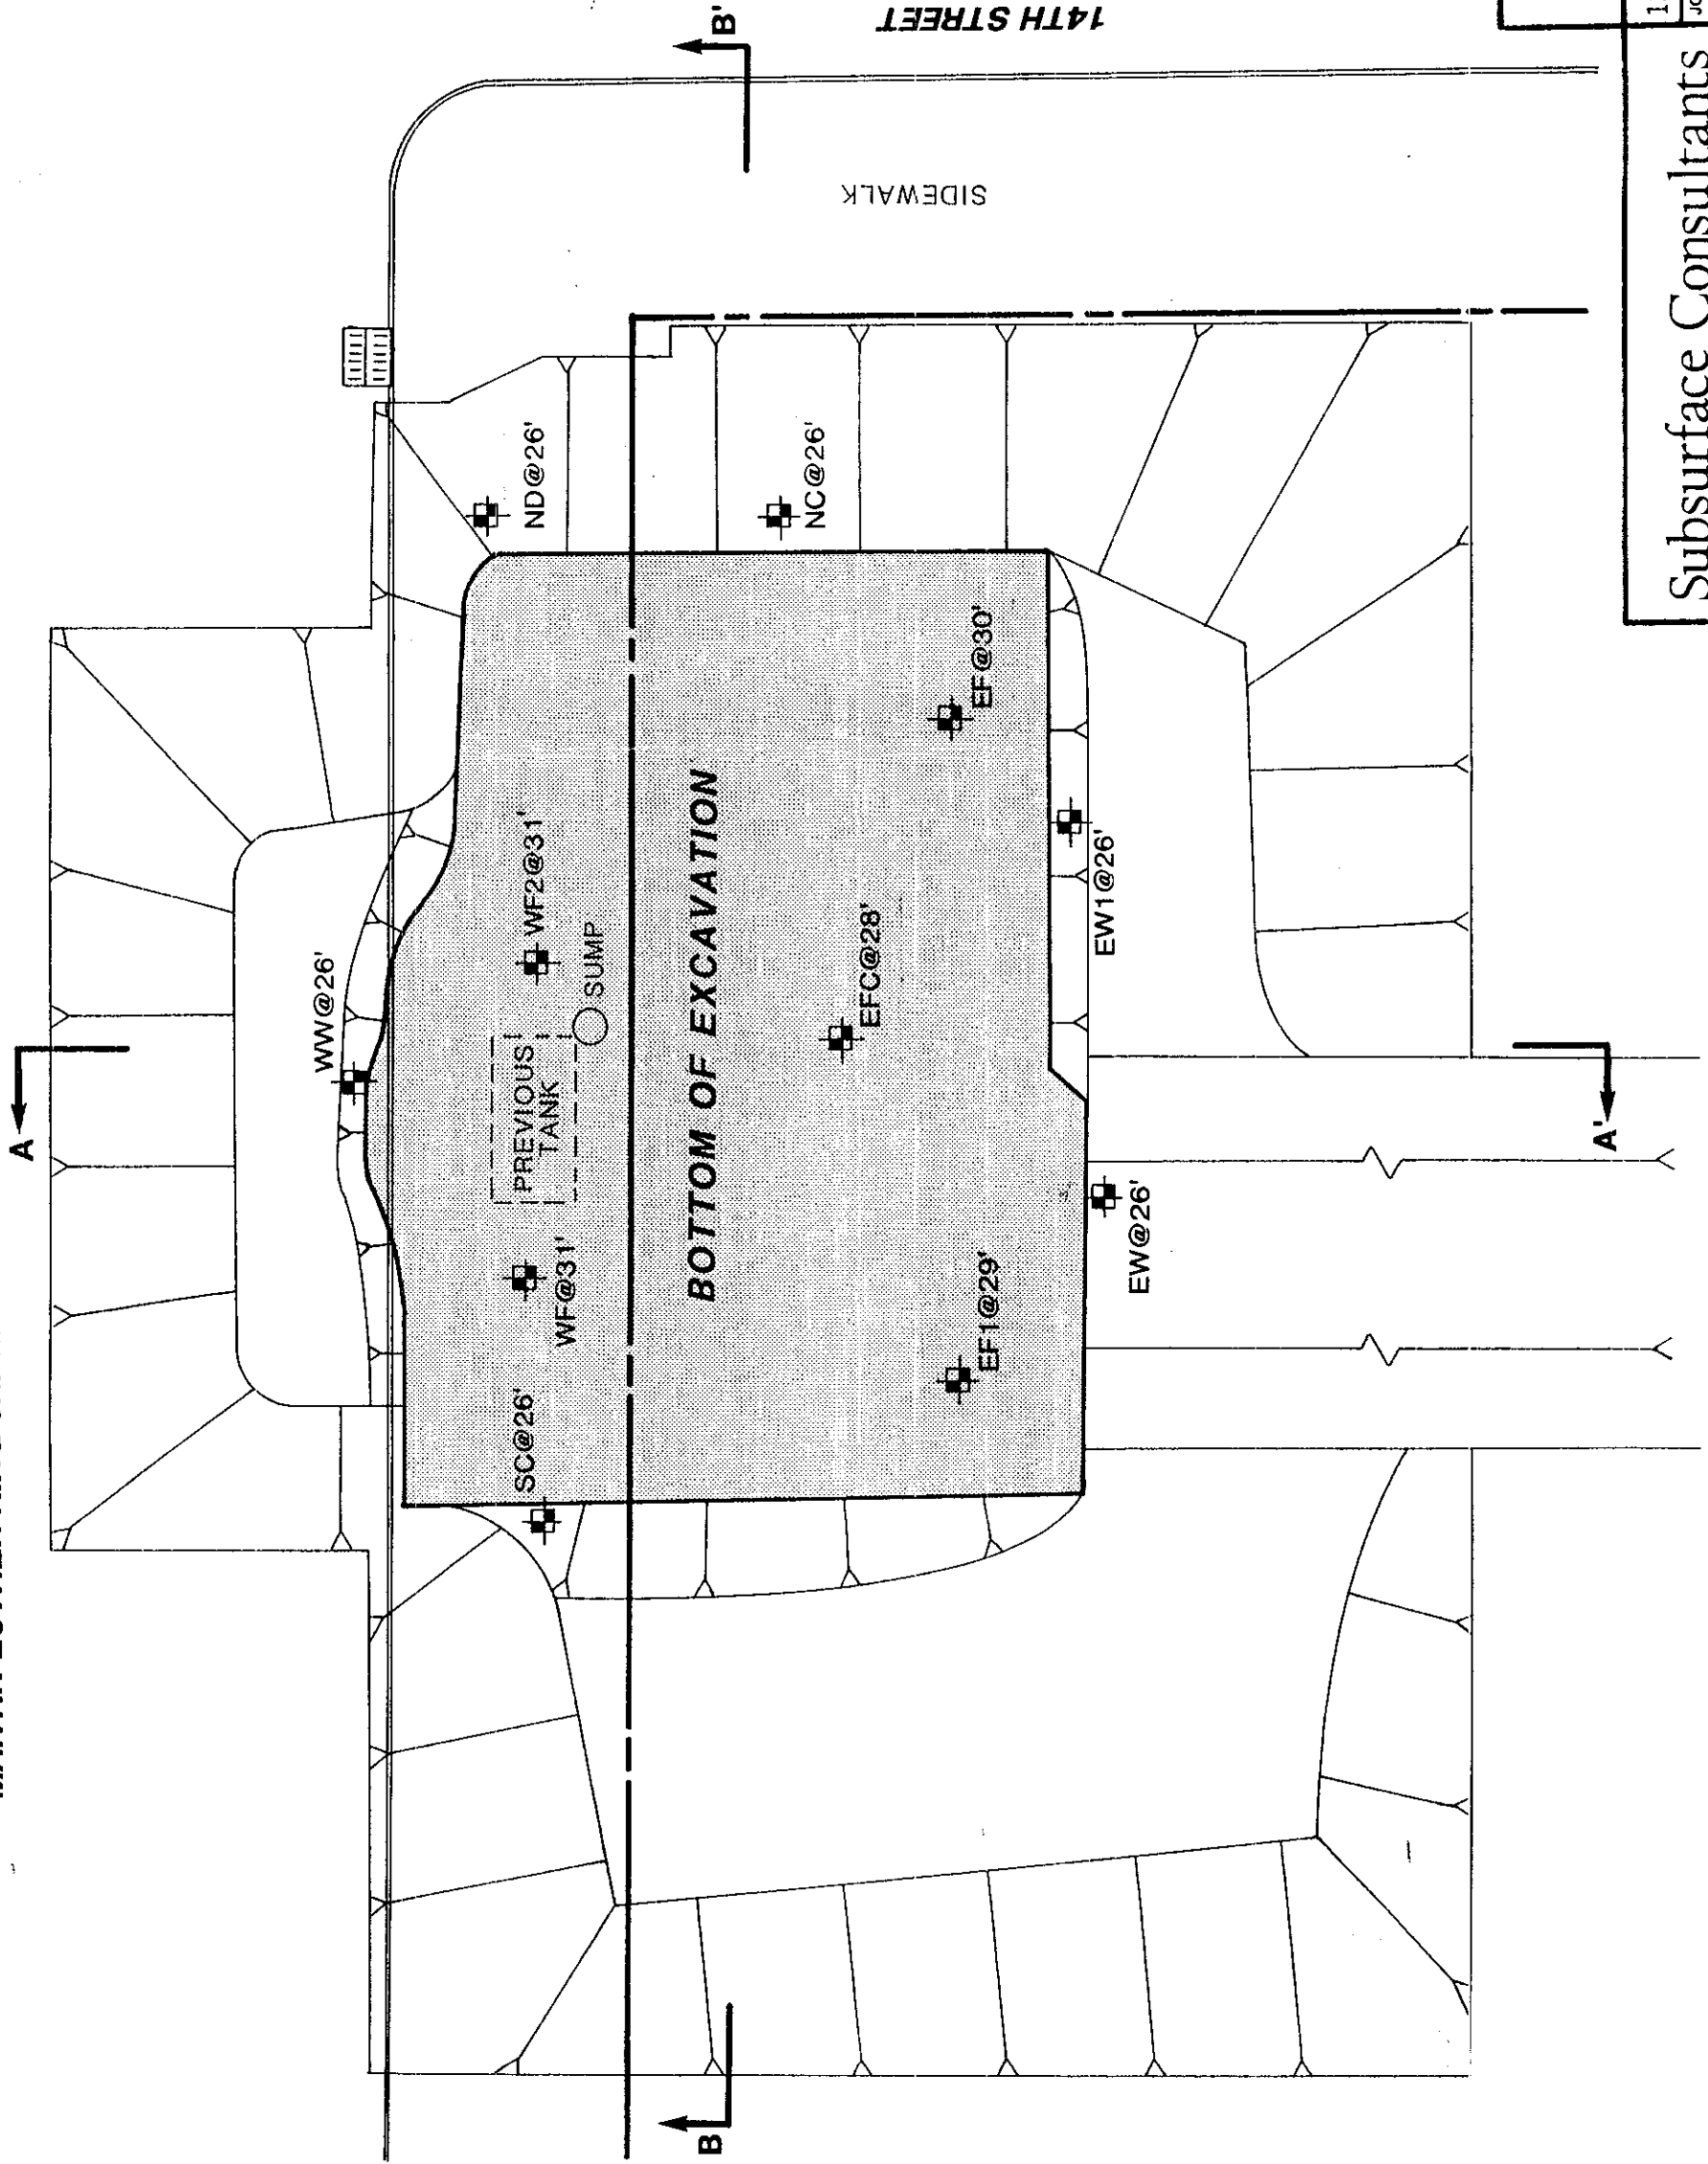 A
WW@26'
SC@26'
WF@31'
PREVIOUS
TANK
WF2@31'
SUMP
ND@26'
B'
14TH STREET
SIDEWALK
BOTTOM OF EXCAVATION
EFC@28'
NC@26'
EF1@29'
EF@30'
EW@26'
EW1@26'
B
A'
Subsurface Consultants